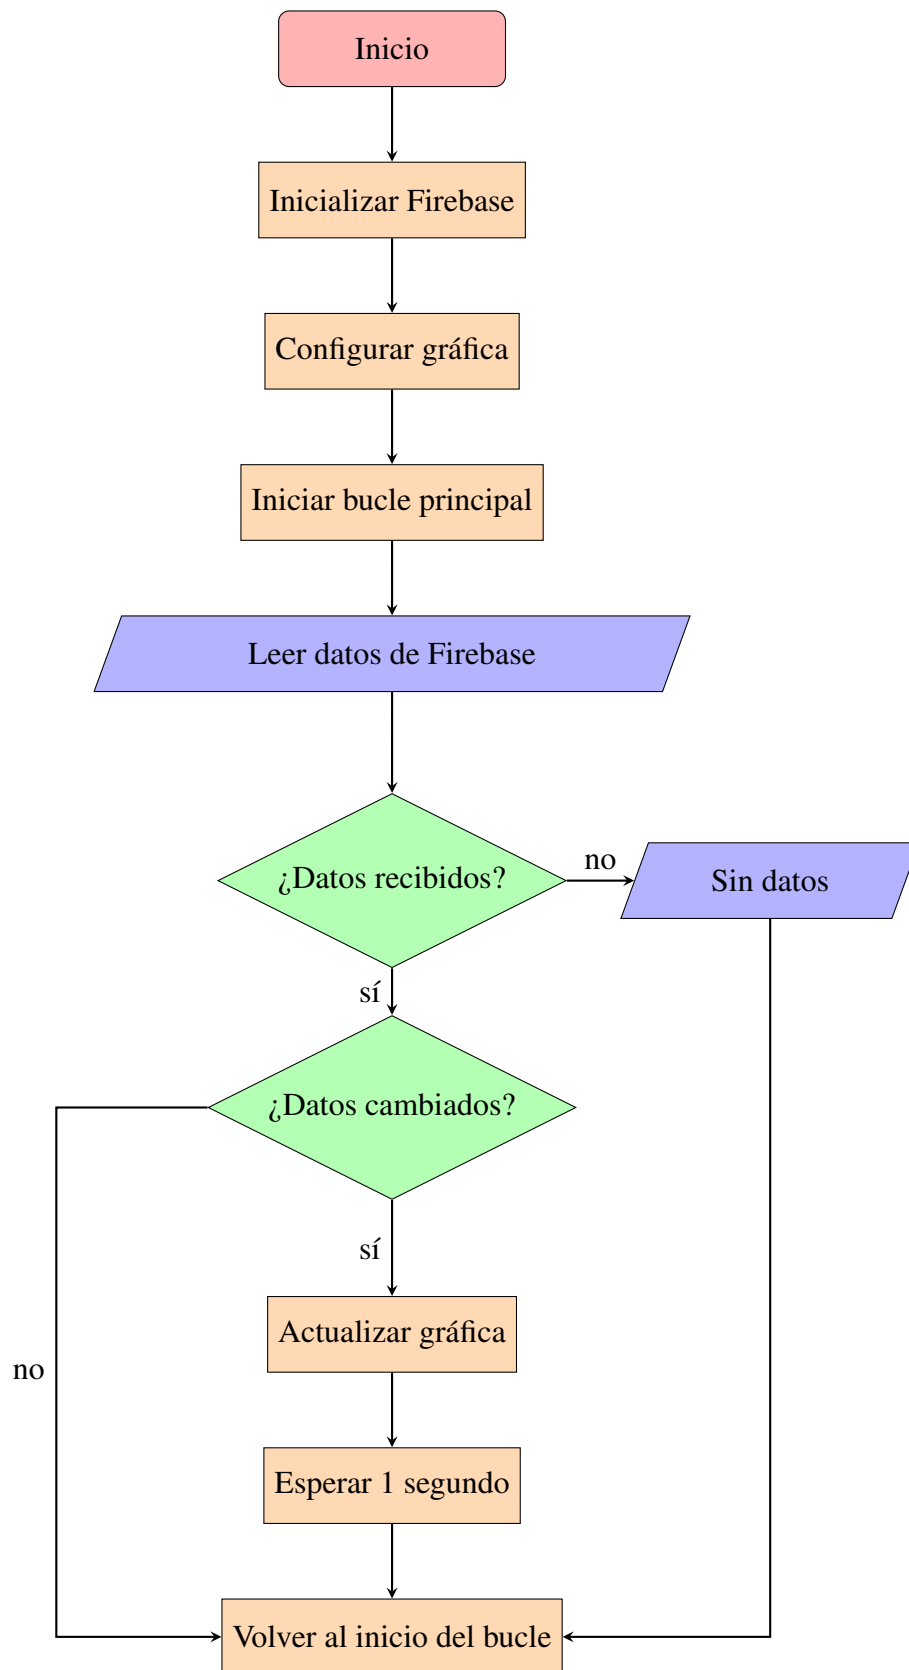 Inicio
Inicializar Firebase
Configurar gráfica
Iniciar bucle principal
Leer datos de Firebase
¿Datos recibidos?
no
Sin datos
sí
¿Datos cambiados?
sí
Actualizar gráfica
no
Esperar 1 segundo
Volver al inicio del bucle